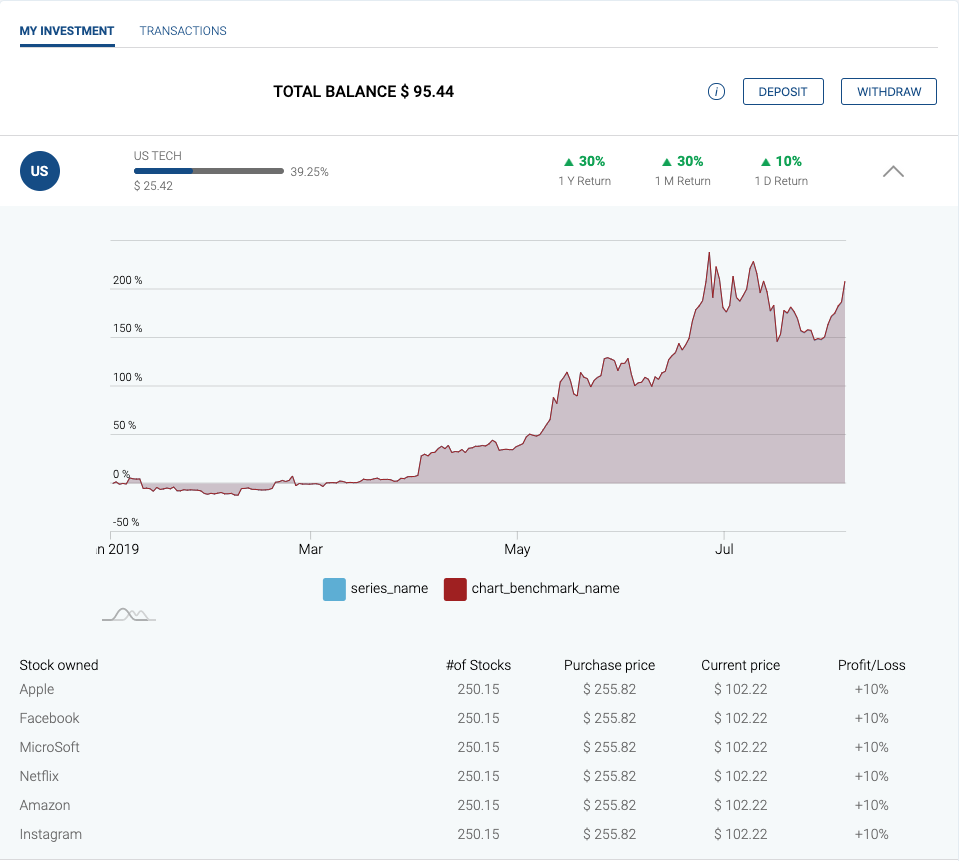 MY INVESTMENT TRANSACTIONS
TOTAL BALANCE $ 95.44 i DEPOSIT WITHDRAW
US US TECH 39.25% $ 25.42
30% 30% 10%
1 Y Return 1 M Return 1 D Return
200 %
150 %
100 %
50 %
0 %
-50 %
n 2019 Mar May Jul
series_name chart_benchmark_name
Stock owned #of Stocks Purchase price Current price Profit/Loss
Apple 250.15 $ 255.82 $ 102.22 +10%
Facebook 250.15 $ 255.82 $ 102.22 +10%
MicroSoft 250.15 $ 255.82 $ 102.22 +10%
Netflix 250.15 $ 255.82 $ 102.22 +10%
Amazon 250.15 $ 255.82 $ 102.22 +10%
Instagram 250.15 $ 255.82 $ 102.22 +10%